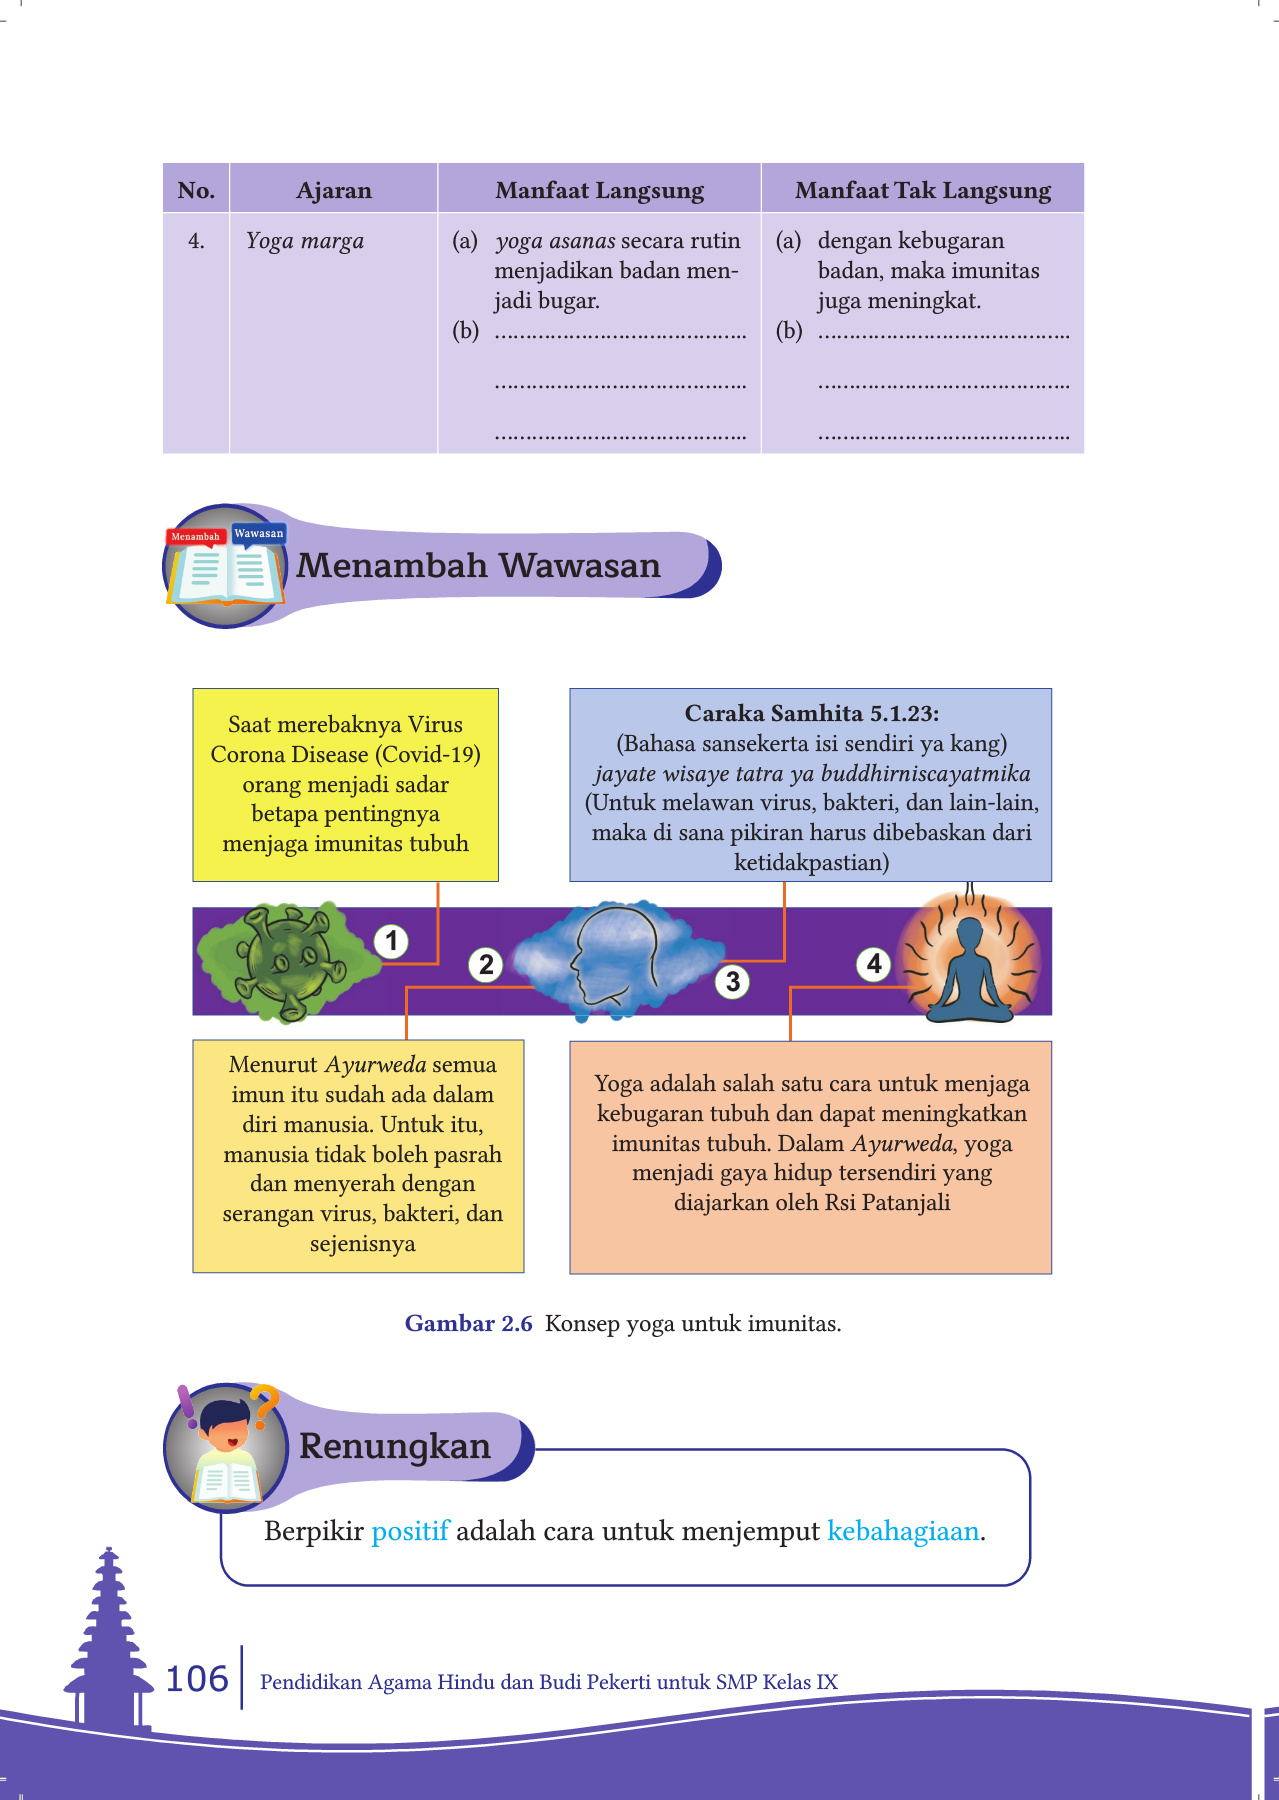 No. Ajaran Manfaat Langsung Manfaat Tak Langsung
4. Yoga marga
(a) yoga asanas secara rutin
menjadikan badan men-
jadi bugar.
(b) ..........................................
..........................................
..........................................
(a) dengan kebugaran
badan, maka imunitas
juga meningkat.
(b) ..........................................
..........................................
..........................................
Menambah Wawasan
Menambah Wawasan
Saat merebaknya Virus
Corona Disease (Covid-19)
orang menjadi sadar
betapa pentingnya
menjaga imunitas tubuh
Caraka Samhita 5.1.23:
(Bahasa sansekerta isi sendiri ya kang)
jayate wisaye tatra ya buddhirniscayatmika
(Untuk melawan virus, bakteri, dan lain-lain,
maka di sana pikiran harus dibebaskan dari
ketidakpastian)
1
2
3
4
Menurut Ayurweda semua
imun itu sudah ada dalam
diri manusia. Untuk itu,
manusia tidak boleh pasrah
dan menyerah dengan
serangan virus, bakteri, dan
sejenisnya
Yoga adalah salah satu cara untuk menjaga
kebugaran tubuh dan dapat meningkatkan
imunitas tubuh. Dalam Ayurweda, yoga
menjadi gaya hidup tersendiri yang
diajarkan oleh Rsi Patanjali
Gambar 2.6 Konsep yoga untuk imunitas.
Renungkan
Berpikir positif adalah cara untuk menjemput kebahagiaan.
106 Pendidikan Agama Hindu dan Budi Pekerti untuk SMP Kelas IX